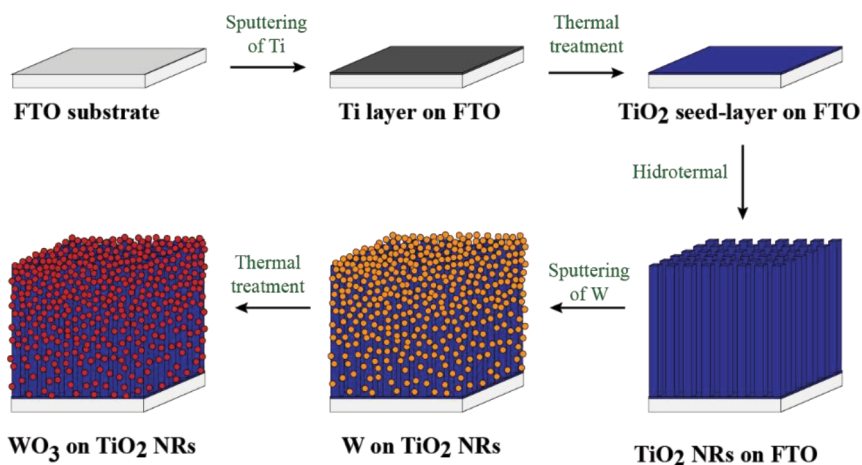 Sputtering
of Ti
Thermal
treatment
FTO substrate
Ti layer on FTO
TiO2 seed-layer on FTO
Hidrotermal
Thermal
treatment
Sputtering
of W
WO3 on TiO2 NRs
W on TiO2 NRs
TiO2 NRs on FTO